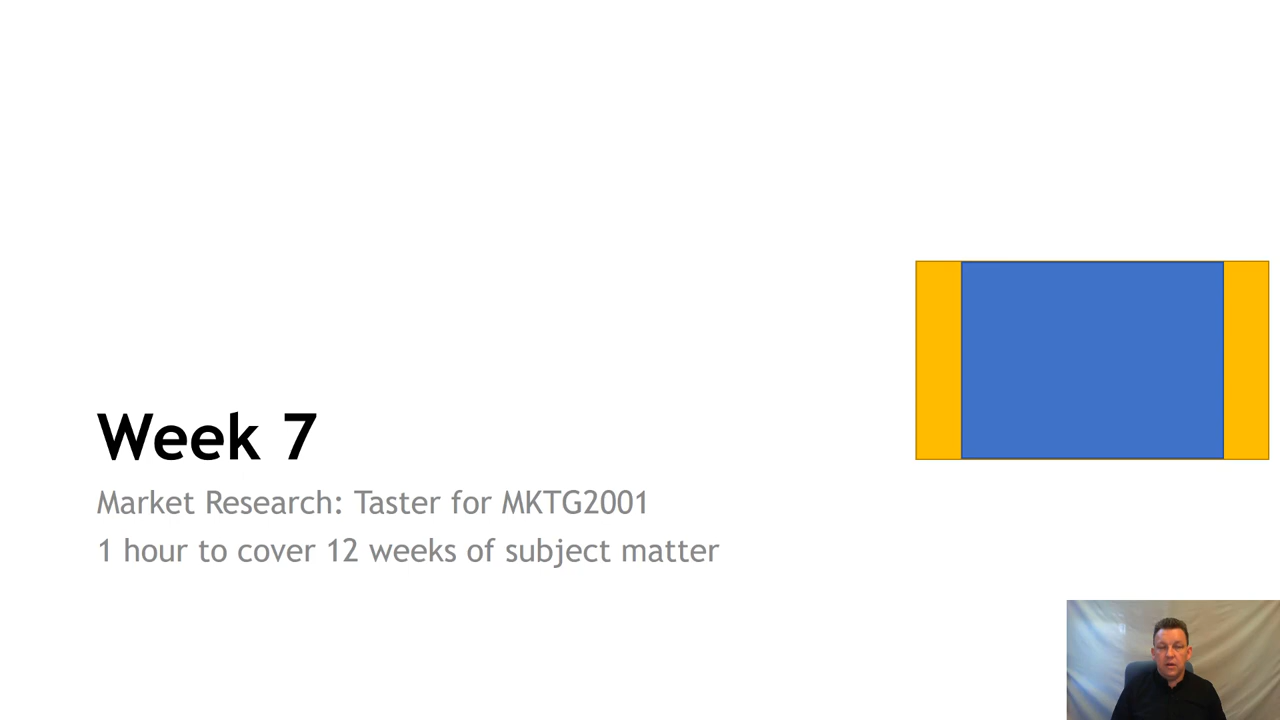 Week 7
Market Research: Taster for MKTG2001
1 hour to cover 12 weeks of subject matter